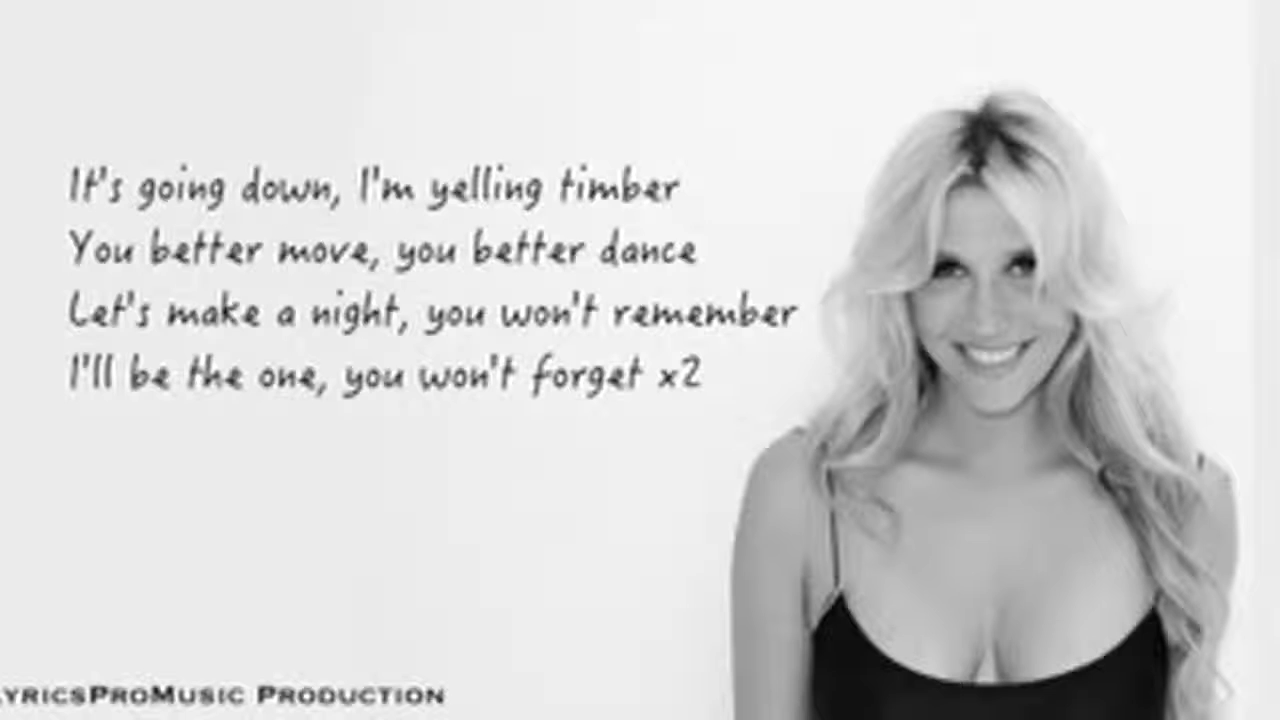 It's going down, I'm yelling timber
You better move, you better dance
Let's make a night, you won't remember
I'll be the one, you won't forget x2
LYRICSPROMUSIC PRODUCTION